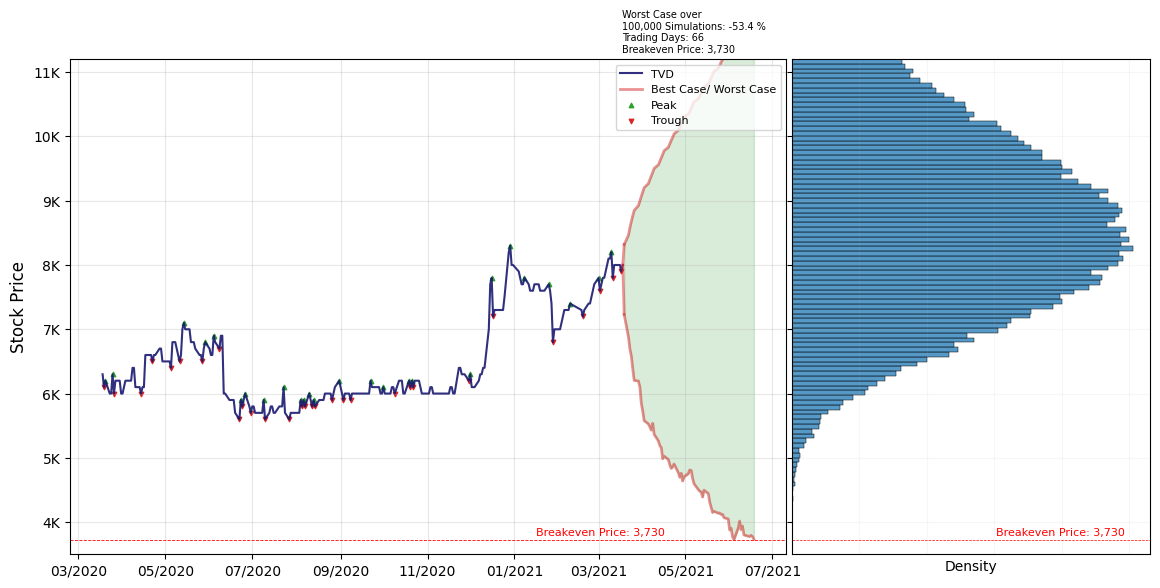 Worst Case over
100,000 Simulations: -53.4 %
Trading Days: 66
Breakeven Price: 3,730
TVD
Best Case/ Worst Case
Peak
Trough
11K
10K
9K
8K
7K
6K
5K
4K
Stock Price
Breakeven Price: 3,730
Breakeven Price: 3,730
03/2020 05/2020 07/2020 09/2020 11/2020 01/2021 03/2021 05/2021 07/2021
Density